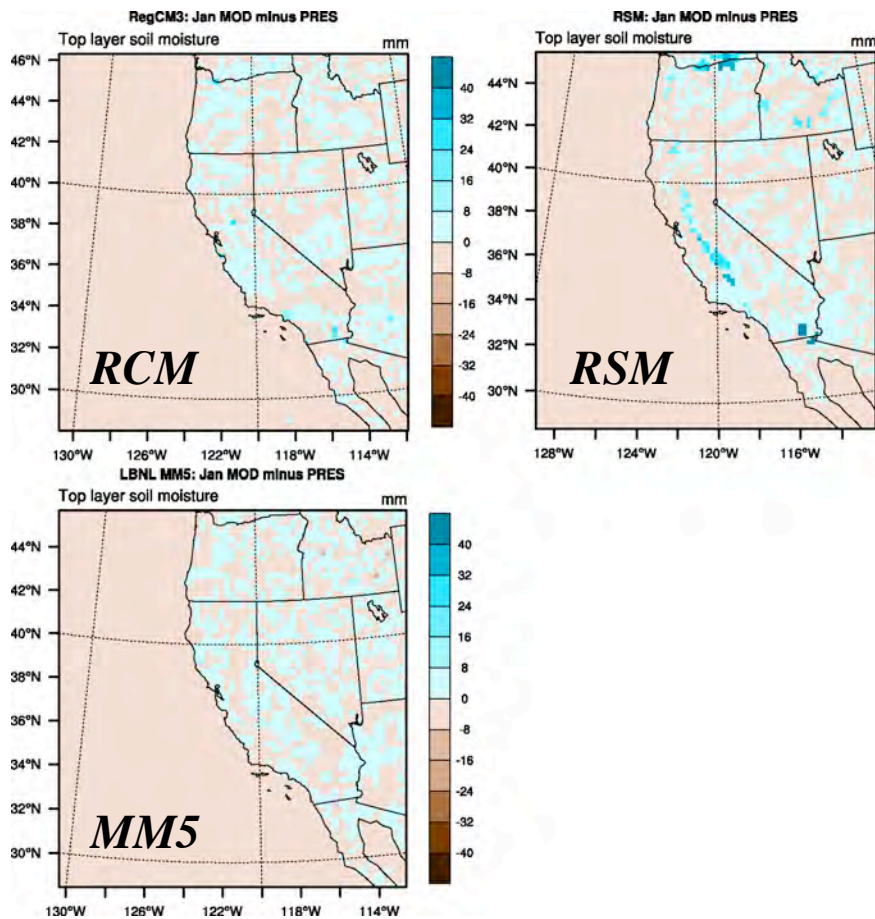 RegCM3: Jan MOD minus PRES
Top layer soil moisture mm
46°N
44°N
42°N
40°N
38°N
36°N
34°N
32°N
30°N
130°W 126°W 122°W 118°W 114°W
40
32
24
16
8
0
-8
-16
-24
-32
-40
RCM
RSM: Jan MOD minus PRES
Top layer soil moisture mm
44°N
42°N
40°N
38°N
36°N
34°N
32°N
30°N
128°W 124°W 120°W 116°W
RSM
LBNL MM5: Jan MOD minus PRES
Top layer soil moisture mm
44°N
42°N
40°N
38°N
36°N
34°N
32°N
30°N
130°W 126°W 122°W 118°W 114°W
40
32
24
16
8
0
-8
-16
-24
-32
-40
MM5